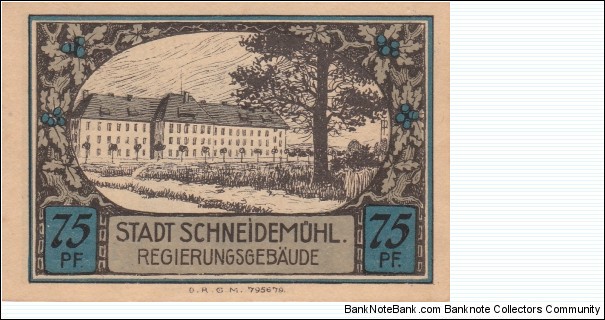 75
PF.
STADT SCHNEIDEMÜHL.
REGIERUNGSGEBÄUDE
75
PF.
D.R.G.M. 795678.
BankNoteBank.com - Banknote Collectors Community